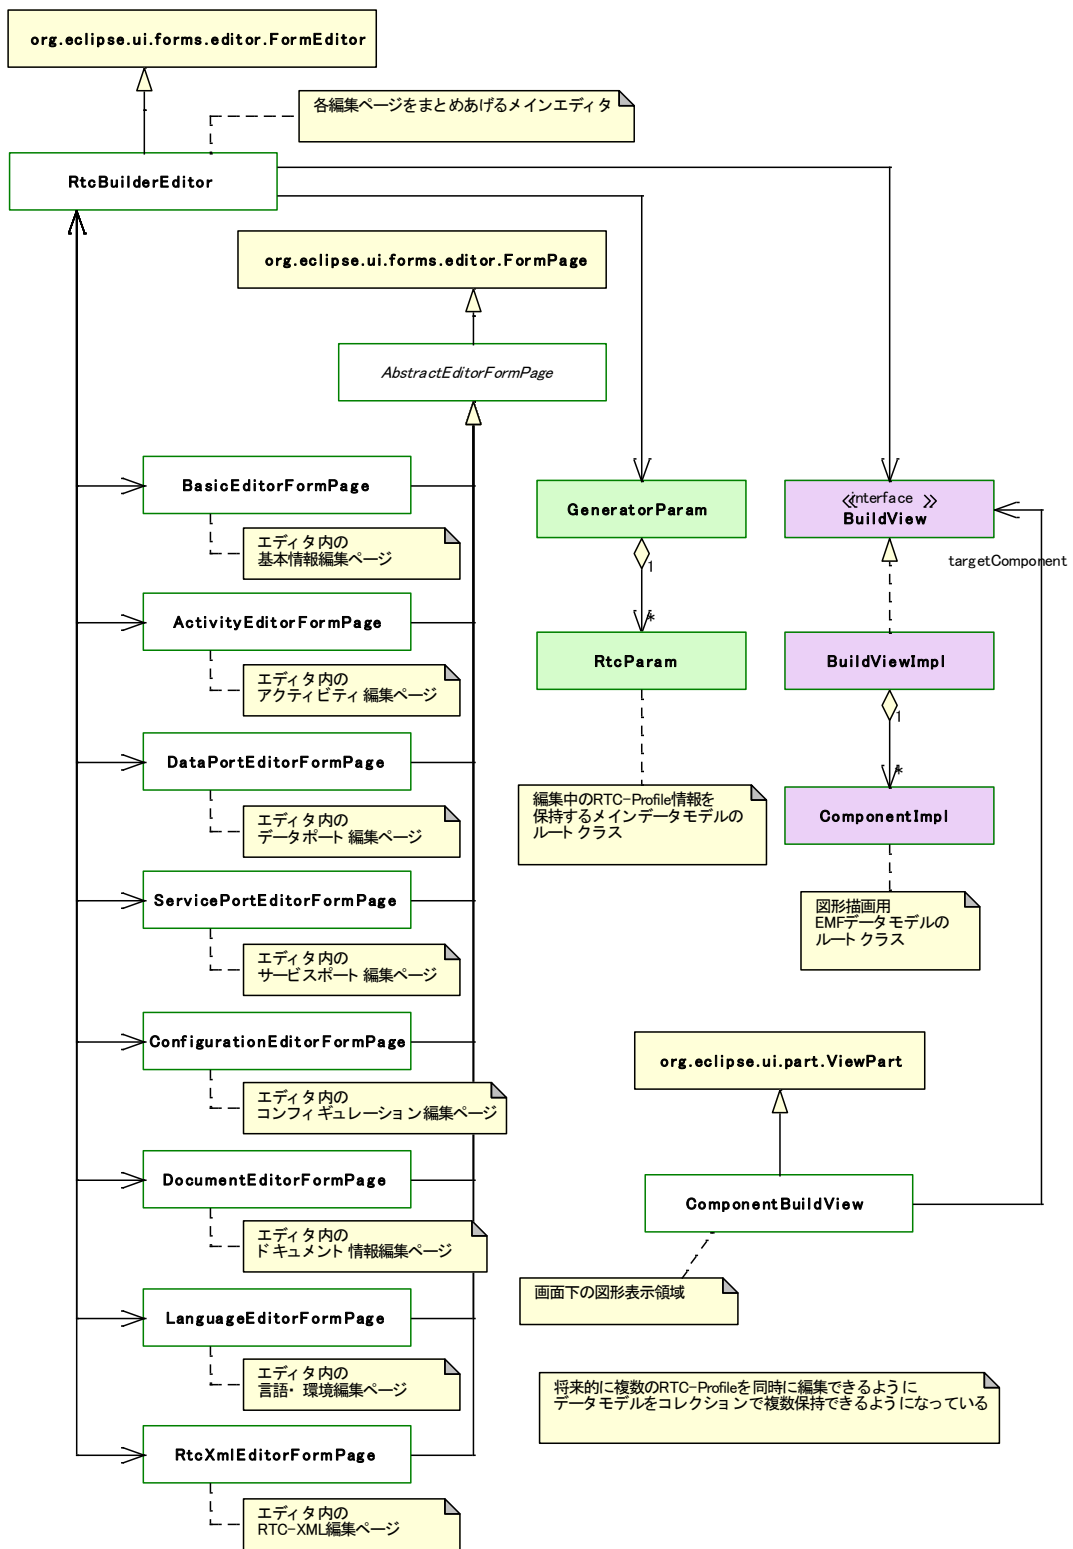 org.eclipse.ui.forms.editor.FormEditor
各編集ページをまとめあげるメインエディタ
RtcBuilderEditor
org.eclipse.ui.forms.editor.FormPage
AbstractEditorFormPage
BasicEditorFormPage
エディタ内の
基本情報編集ページ
GeneratorParam
1
*
RtcParam
編集中のRTC-Profile情報を
保持するメインデータモデルの
ルートクラス
≪interface≫
BuildView
targetComponent
BuildViewImpl
1
*
ComponentImpl
図形描画用
EMFデータモデルの
ルートクラス
ActivityEditorFormPage
エディタ内の
アクティビティ編集ページ
DataPortEditorFormPage
エディタ内の
データポート編集ページ
ServicePortEditorFormPage
エディタ内の
サービスポート編集ページ
ConfigurationEditorFormPage
エディタ内の
コンフィギュレーション編集ページ
DocumentEditorFormPage
エディタ内の
ドキュメント情報編集ページ
LanguageEditorFormPage
エディタ内の
言語・環境編集ページ
RtcXmlEditorFormPage
エディタ内の
RTC-XML編集ページ
org.eclipse.ui.part.ViewPart
ComponentBuildView
画面下の図形表示領域
将来的に複数のRTC-Profileを同時に編集できるように
データモデルをコレクションで複数保持できるようになっている